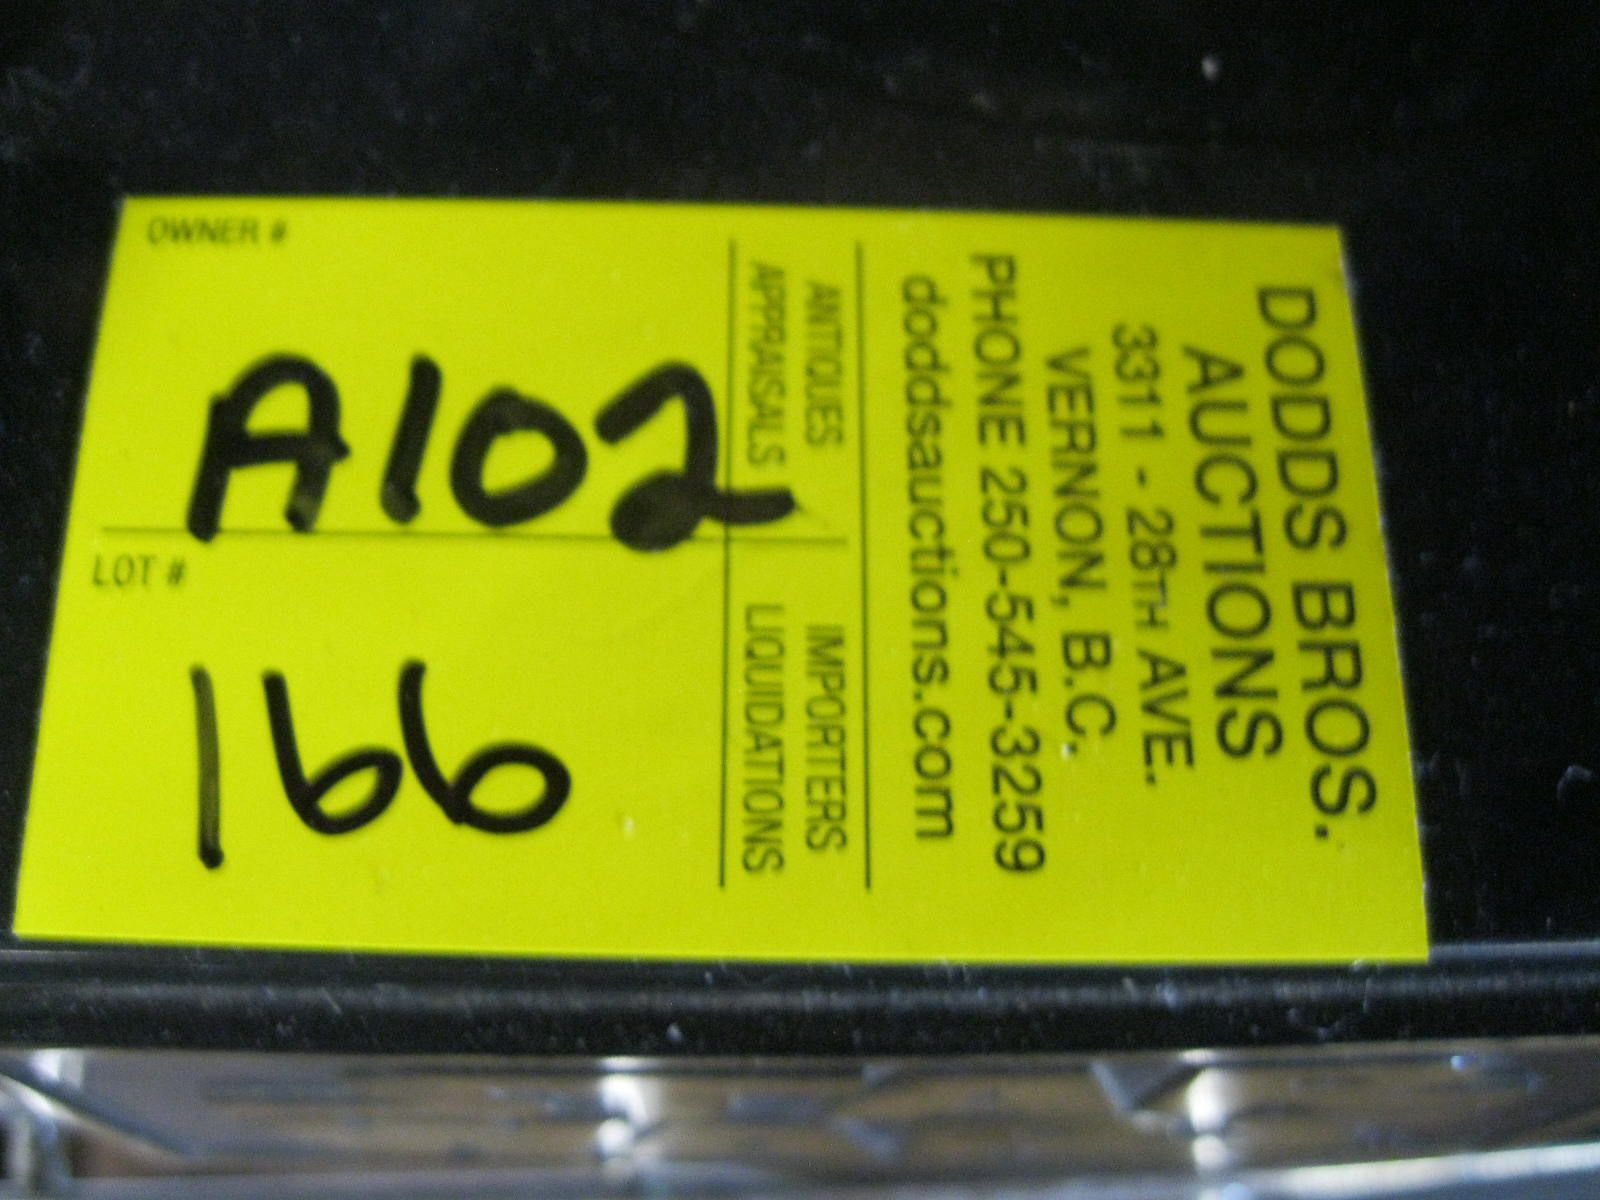 DODDS BROS.
AUCTIONS
3311 - 28TH AVE.
VERNON, B.C.
PHONE 250-545-3259
doddsauctions.com
ANTIQUES IMPORTERS
APPRAISALS LIQUIDATIONS
OWNER #
A102
LOT #
166